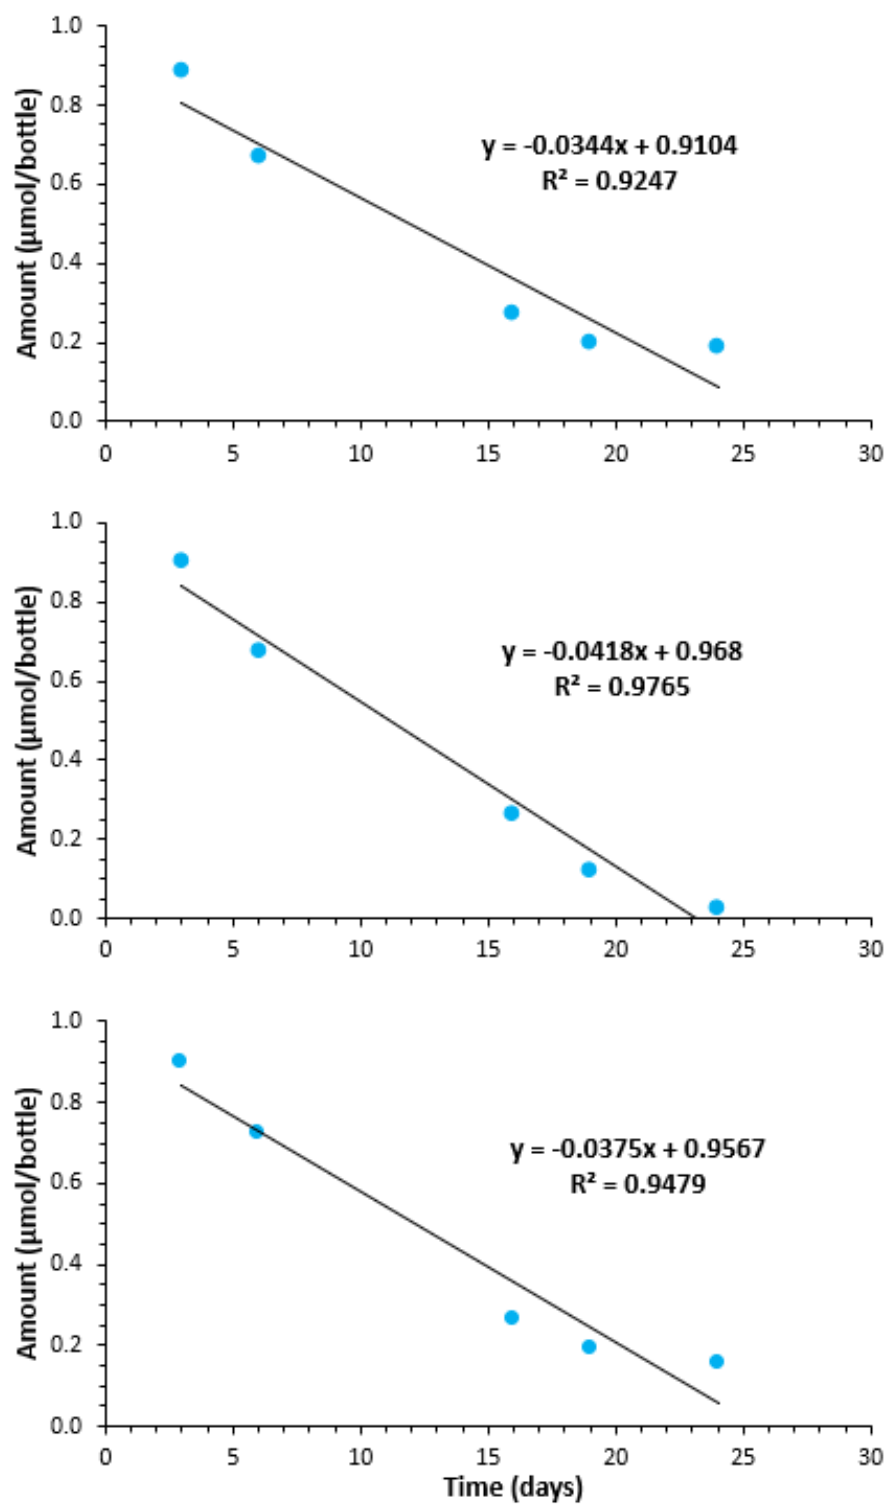 Amount (µmol/bottle)
1.0
0.8
0.6
0.4
0.2
0.0
y = -0.0344x + 0.9104
R² = 0.9247
0 5 10 15 20 25 30
Amount (µmol/bottle)
1.0
0.8
0.6
0.4
0.2
0.0
y = -0.0418x + 0.968
R² = 0.9765
0 5 10 15 20 25 30
Amount (µmol/bottle)
1.0
0.8
0.6
0.4
0.2
0.0
y = -0.0375x + 0.9567
R² = 0.9479
0 5 10 15 20 25 30
Time (days)